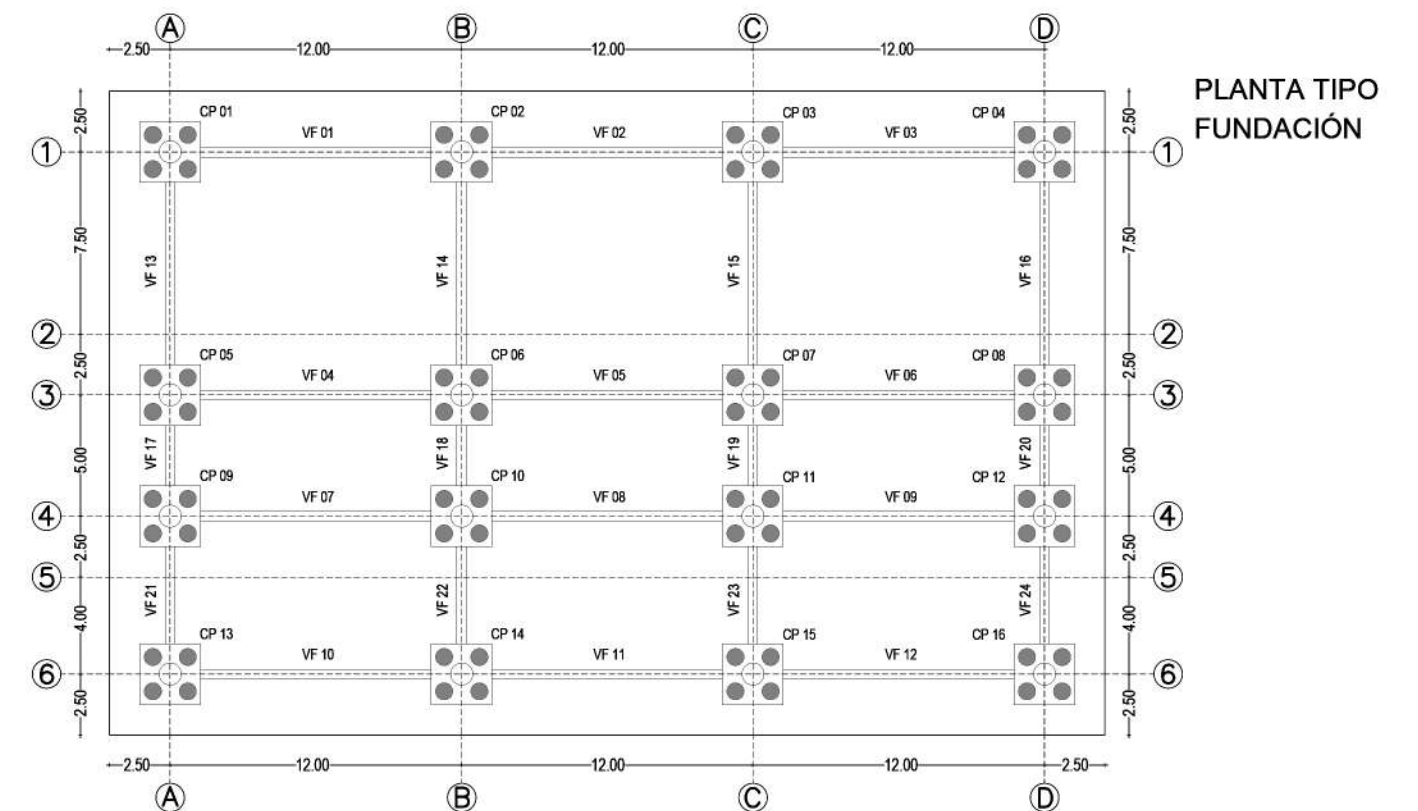 A B C D
2.50 12.00 12.00 12.00
PLANTA TIPO
FUNDACIÓN
2.50 2.50
CP 01 CP 02 CP 03 CP 04
VF 01 VF 02 VF 03
1 1
7.50 7.50
VF 13 VF 14 VF 15 VF 16
2 2
2.50 2.50
CP 05 CP 06 CP 07 CP 08
VF 04 VF 05 VF 06
3 3
5.00 5.00
VF 17 VF 18 VF 19 VF 20
CP 09 CP 10 CP 11 CP 12
VF 07 VF 08 VF 09
4 4
2.50 2.50
5 5
VF 21 VF 22 VF 23 VF 24
4.00 4.00
CP 13 CP 14 CP 15 CP 16
VF 10 VF 11 VF 12
6 6
2.50 2.50
2.50 12.00 12.00 12.00 2.50
A B C D